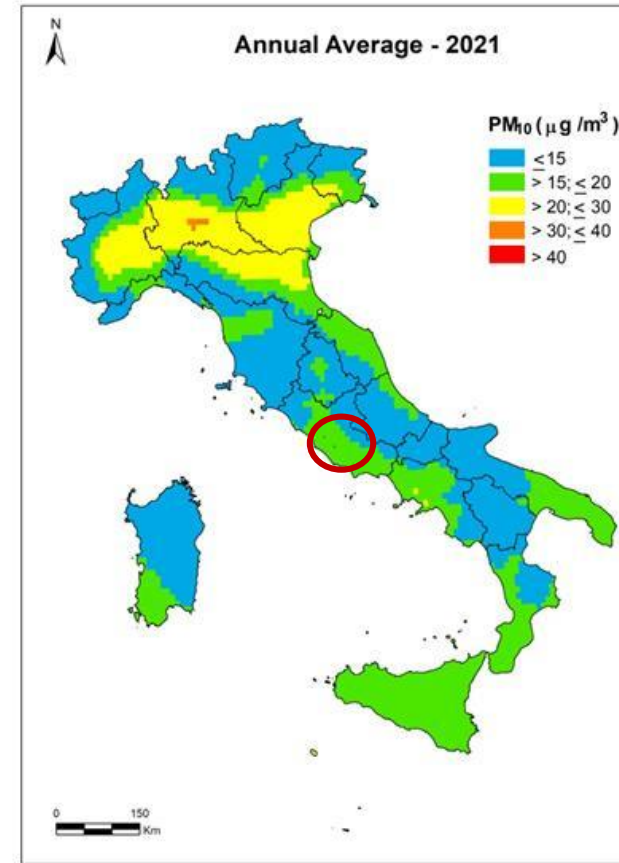 N
Annual Average - 2021
PM₁₀ (μg /m³)
≤15
> 15; ≤ 20
> 20; ≤ 30
> 30; ≤ 40
> 40
0 150
Km